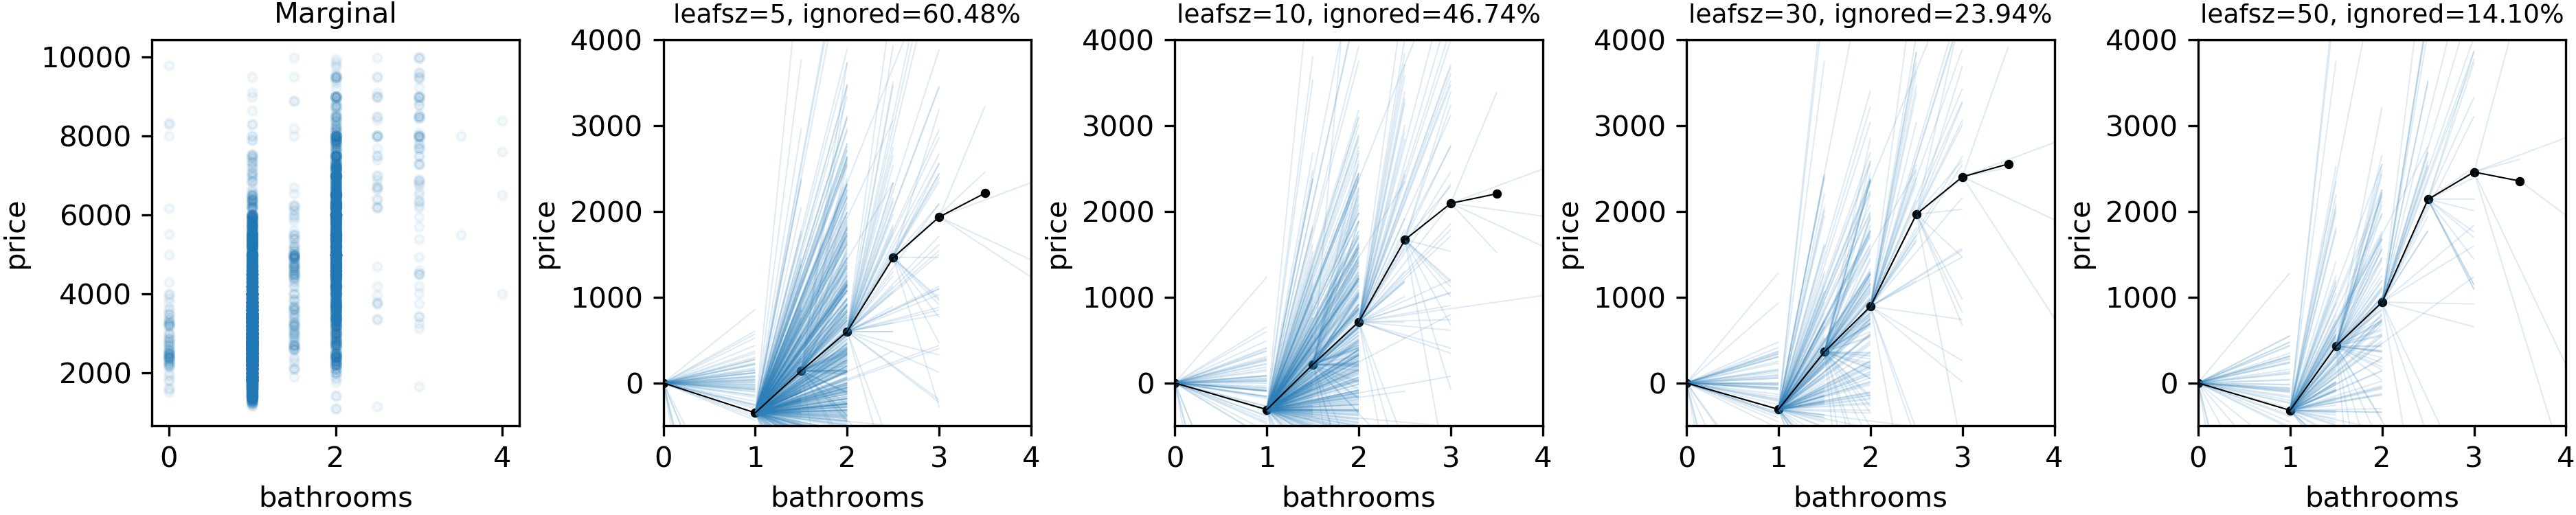 Marginal
10000
8000
6000
4000
2000
price
0 2 4
bathrooms
leafsz=5, ignored=60.48%
4000
3000
2000
1000
0
price
0 1 2 3 4
bathrooms
leafsz=10, ignored=46.74%
4000
3000
2000
1000
0
price
0 1 2 3 4
bathrooms
leafsz=30, ignored=23.94%
4000
3000
2000
1000
0
price
0 1 2 3 4
bathrooms
leafsz=50, ignored=14.10%
4000
3000
2000
1000
0
price
0 1 2 3 4
bathrooms